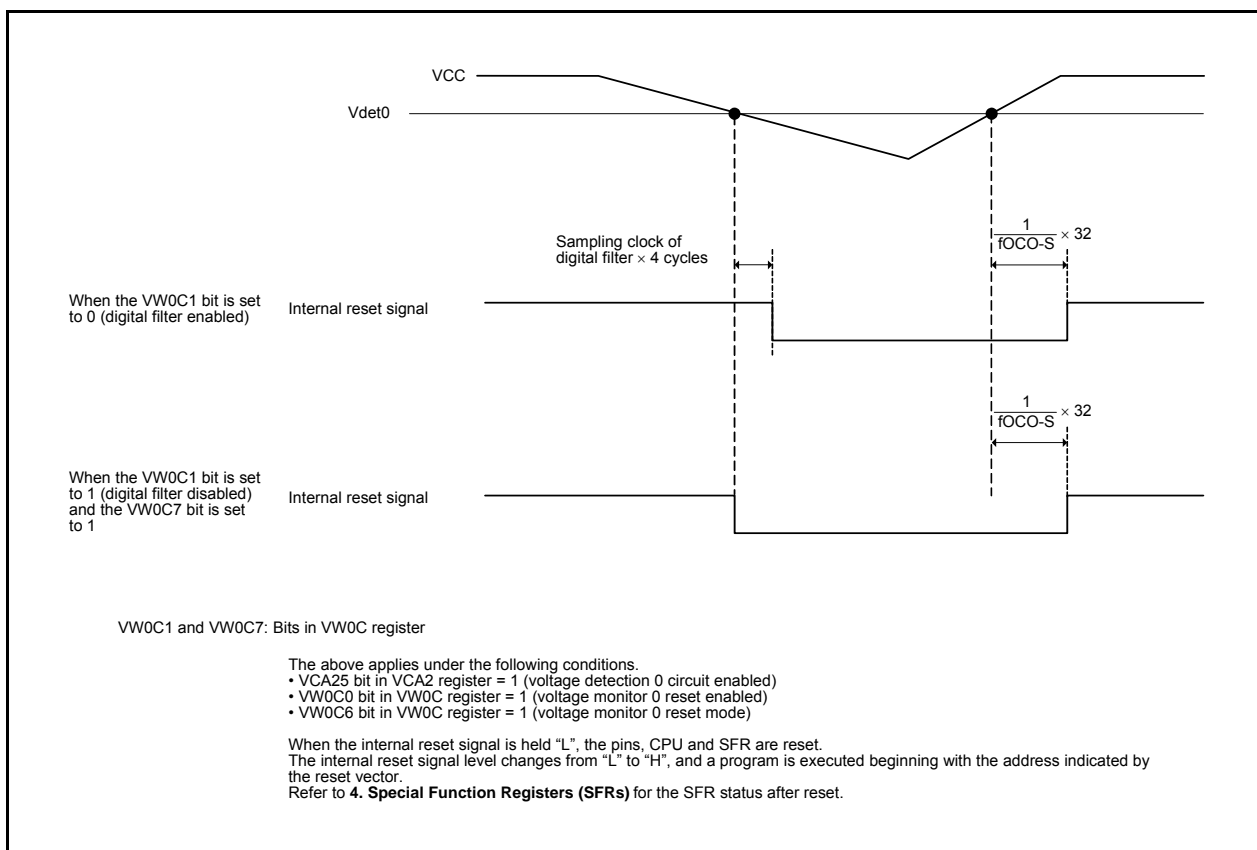 VCC
Vdet0
Sampling clock of
digital filter × 4 cycles
1
fOCO-S × 32
When the VW0C1 bit is set
to 0 (digital filter enabled)
Internal reset signal
1
fOCO-S × 32
When the VW0C1 bit is set
to 1 (digital filter disabled)
and the VW0C7 bit is set
to 1
Internal reset signal
VW0C1 and VW0C7: Bits in VW0C register
The above applies under the following conditions.
• VCA25 bit in VCA2 register = 1 (voltage detection 0 circuit enabled)
• VW0C0 bit in VW0C register = 1 (voltage monitor 0 reset enabled)
• VW0C6 bit in VW0C register = 1 (voltage monitor 0 reset mode)
When the internal reset signal is held “L”, the pins, CPU and SFR are reset.
The internal reset signal level changes from “L” to “H”, and a program is executed beginning with the address indicated by
the reset vector.
Refer to 4. Special Function Registers (SFRs) for the SFR status after reset.